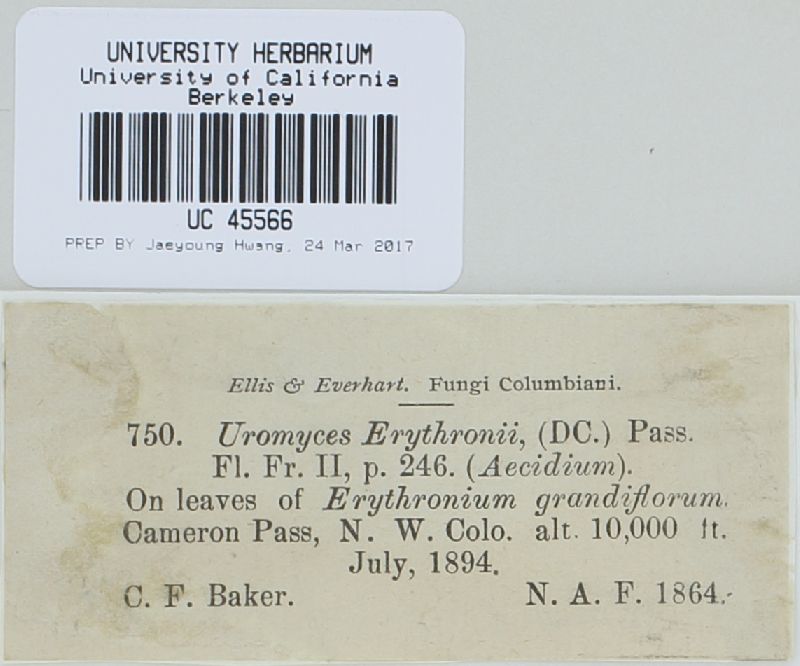 UNIVERSITY HERBARIUM
University of California
Berkeley
UC 45566
PREP BY Jaeyoung Hwang, 24 Mar 2017
Ellis & Everhart. Fungi Columbiani.
750. Uromyces Erythronii, (DC.) Pass.
Fl. Fr. II, p. 246. (Aecidium).
On leaves of Erythronium grandiflorum.
Cameron Pass, N. W. Colo. alt. 10,000 ft.
July, 1894.
C. F. Baker. N. A. F. 1864.